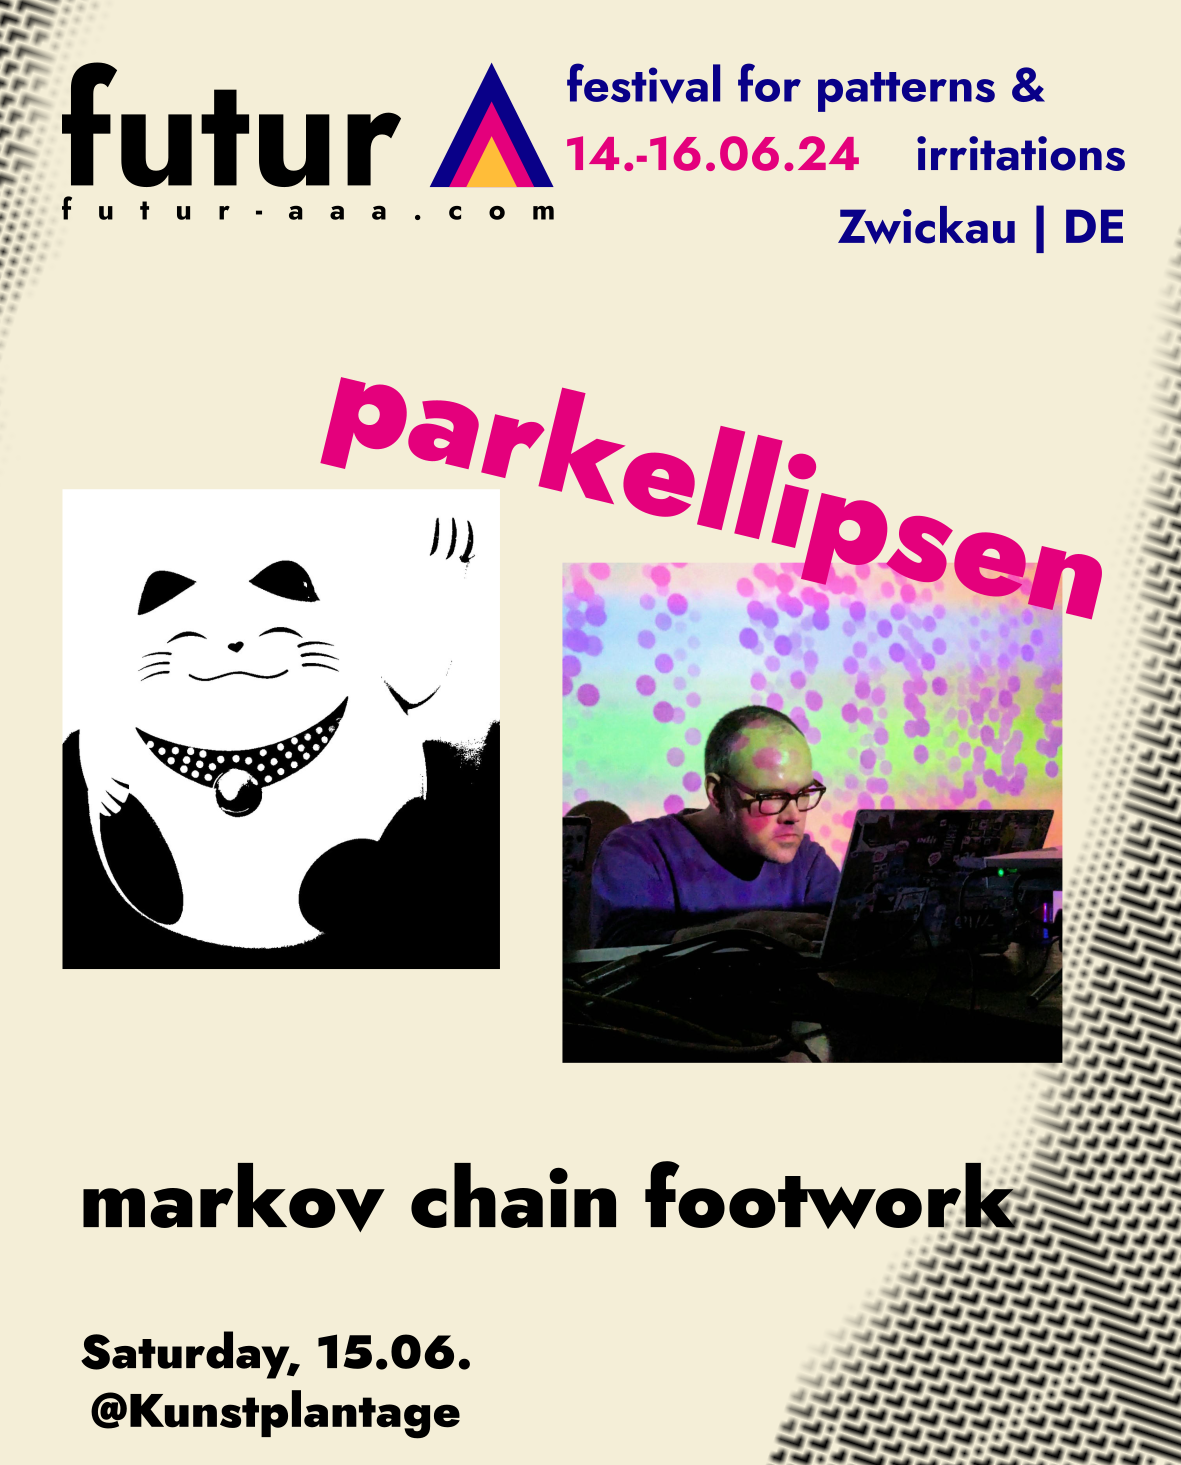 futur
futur-aaa.com
festival for patterns &
14.-16.06.24 irritations
Zwickau | DE
parkellipsen
markov chain footwork
Saturday, 15.06.
@Kunstplantage